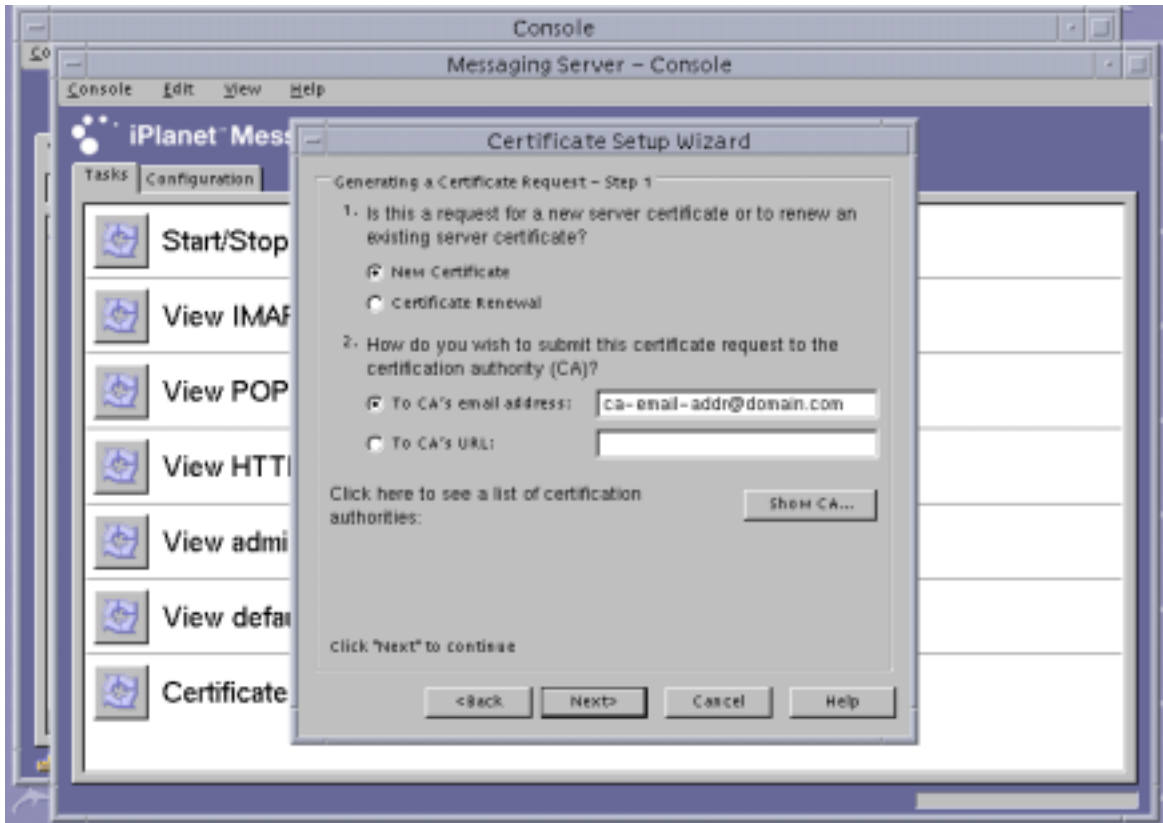 Console
Co
Messaging Server - Console
Console Edit View Help
iPlanet Mess
Tasks Configuration
Start/Stop
View IMAP
View POP
View HTT
View admi
View defau
Certificate
Certificate Setup Wizard
Generating a Certificate Request - Step 1
1. Is this a request for a new server certificate or to renew an
existing server certificate?
New Certificate
Certificate Renewal
2. How do you wish to submit this certificate request to the
certification authority (CA)?
To CA's email address: ca-email-addr@domain.com
To CA's URL:
Click here to see a list of certification
authorities:
Show CA...
Click "Next" to continue
<Back Next> Cancel Help